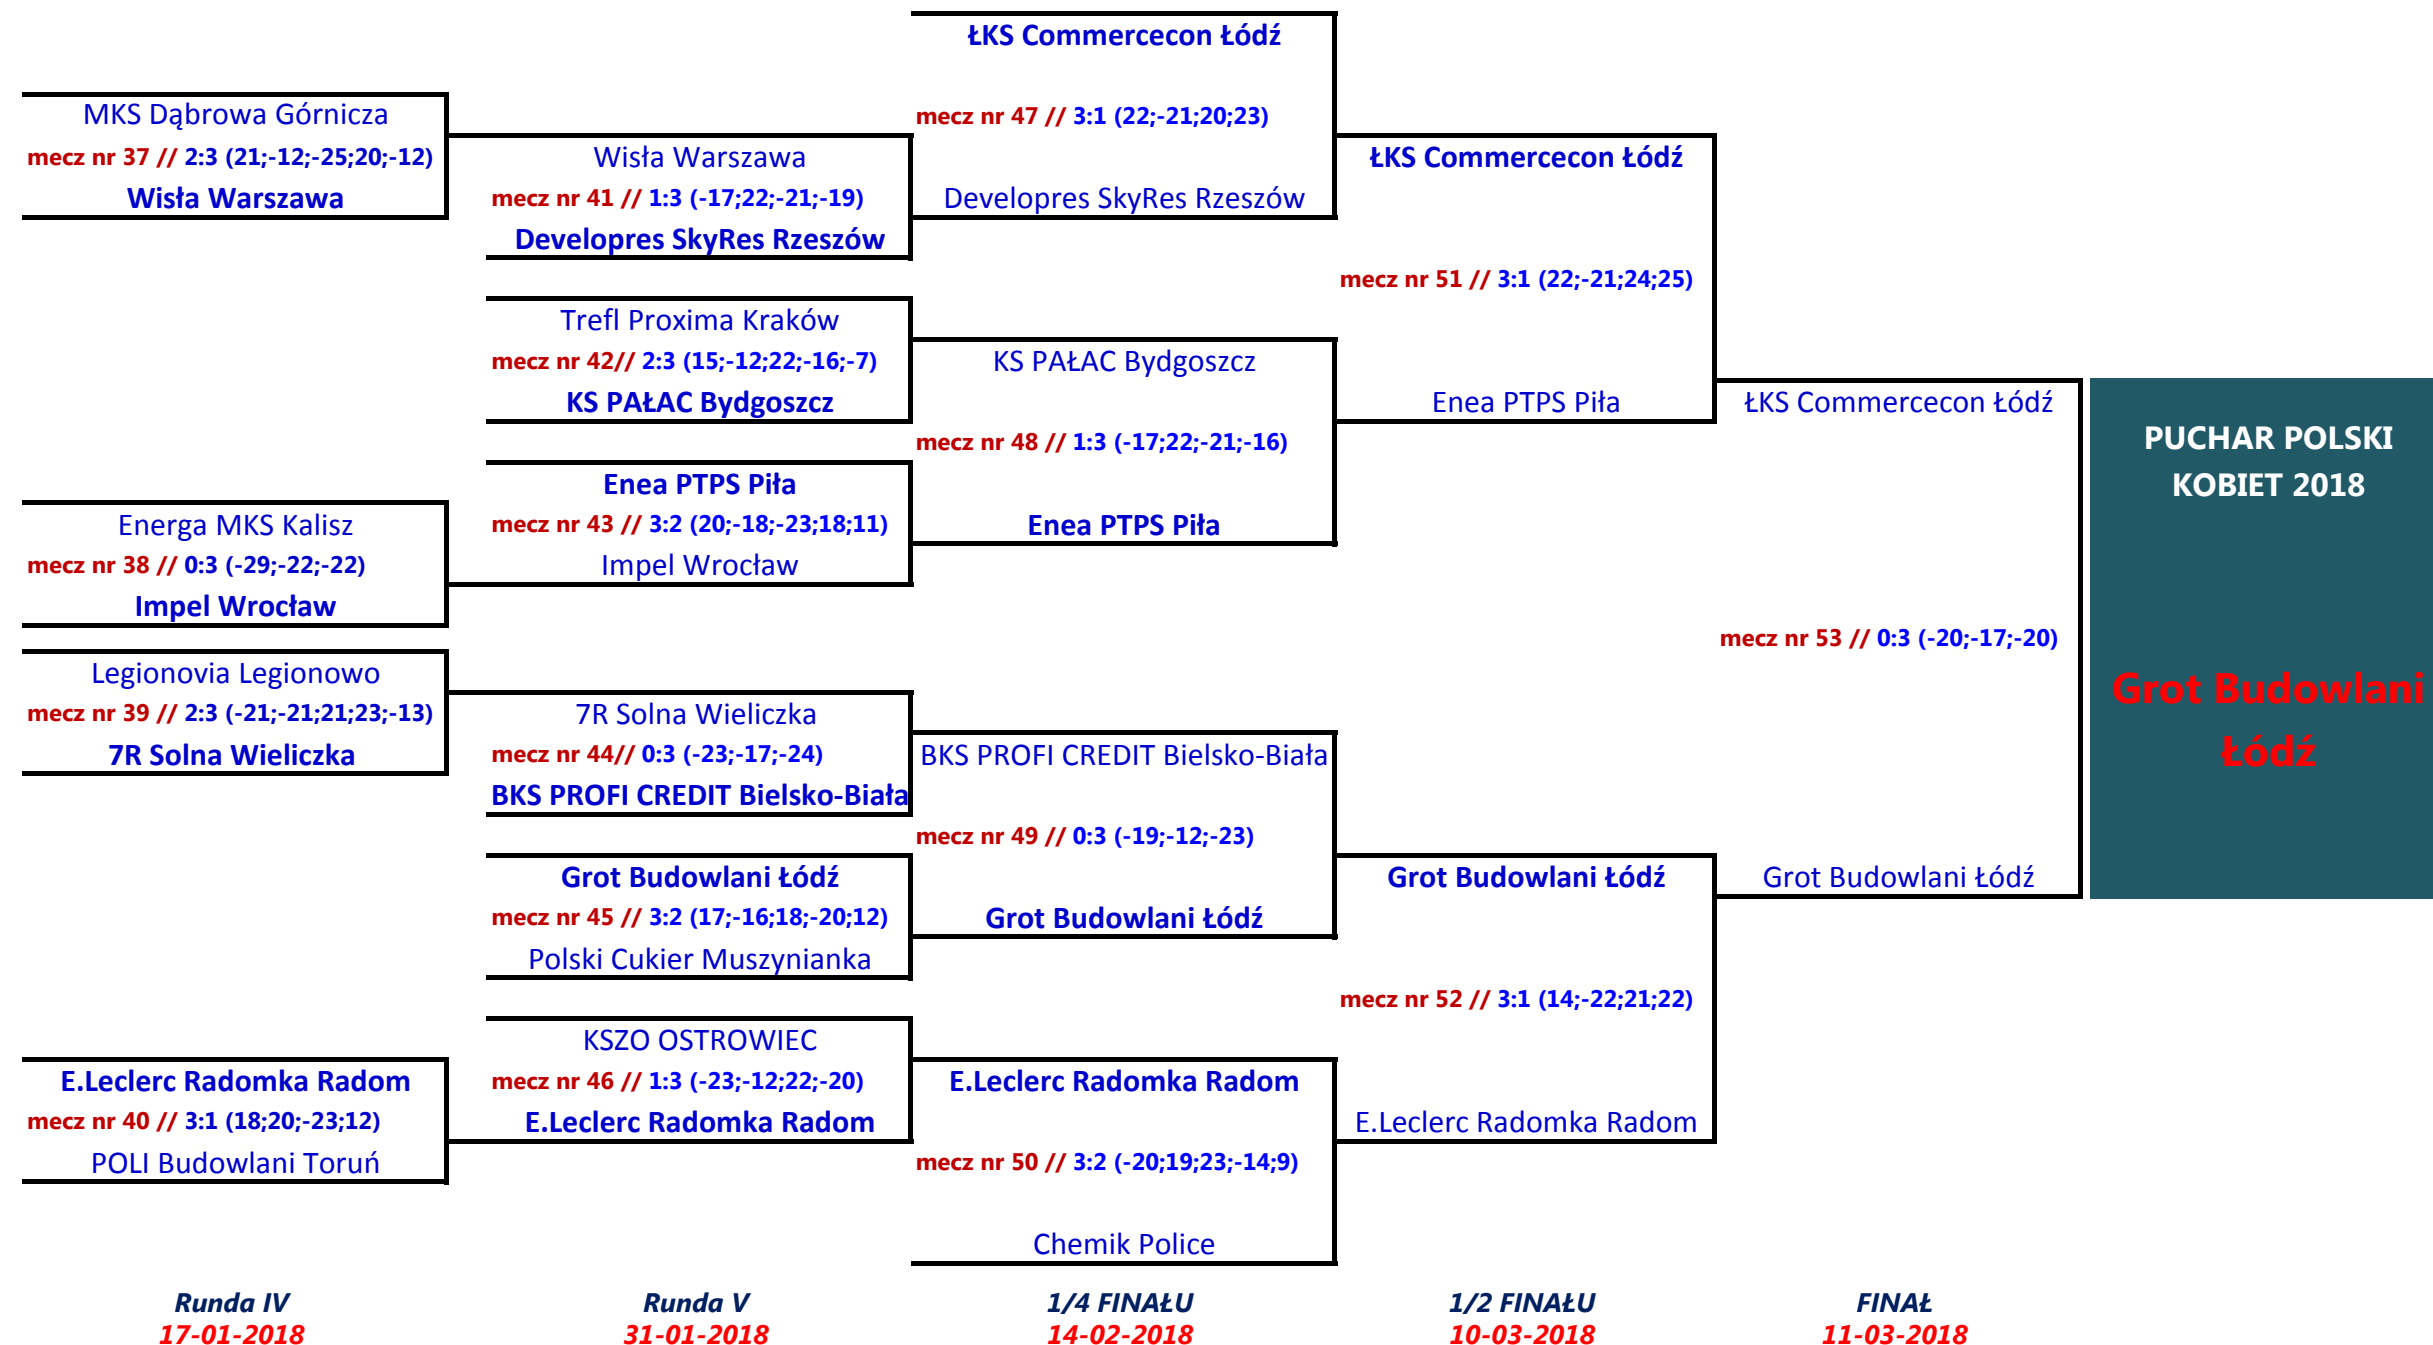 MKS Dąbrowa Górnicza
mecz nr 37 // 2:3 (21;-12;-25;20;-12)
Wisła Warszawa
Energa MKS Kalisz
mecz nr 38 // 0:3 (-29;-22;-22)
Impel Wrocław
Legionovia Legionowo
mecz nr 39 // 2:3 (-21;-21;21;23;-13)
7R Solna Wieliczka
E.Leclerc Radomka Radom
mecz nr 40 // 3:1 (18;20;-23;12)
POLI Budowlani Toruń
Runda IV
17-01-2018
Wisła Warszawa
mecz nr 41 // 1:3 (-17;22;-21;-19)
Developres SkyRes Rzeszów
Trefl Proxima Kraków
mecz nr 42// 2:3 (15;-12;22;-16;-7)
KS PAŁAC Bydgoszcz
Enea PTPS Piła
mecz nr 43 // 3:2 (20;-18;-23;18;11)
Impel Wrocław
7R Solna Wieliczka
mecz nr 44// 0:3 (-23;-17;-24)
BKS PROFI CREDIT Bielsko-Biała
Grot Budowlani Łódź
mecz nr 45 // 3:2 (17;-16;18;-20;12)
Polski Cukier Muszynianka
KSZO OSTROWIEC
mecz nr 46 // 1:3 (-23;-12;22;-20)
E.Leclerc Radomka Radom
Runda V
31-01-2018
ŁKS Commercecon Łódź
mecz nr 47 // 3:1 (22;-21;20;23)
Developres SkyRes Rzeszów
KS PAŁAC Bydgoszcz
mecz nr 48 // 1:3 (-17;22;-21;-16)
Enea PTPS Piła
BKS PROFI CREDIT Bielsko-Biała
mecz nr 49 // 0:3 (-19;-12;-23)
Grot Budowlani Łódź
E.Leclerc Radomka Radom
mecz nr 50 // 3:2 (-20;19;23;-14;9)
Chemik Police
1/4 FINAŁU
14-02-2018
ŁKS Commercecon Łódź
mecz nr 51 // 3:1 (22;-21;24;25)
Enea PTPS Piła
Grot Budowlani Łódź
mecz nr 52 // 3:1 (14;-22;21;22)
E.Leclerc Radomka Radom
1/2 FINAŁU
10-03-2018
ŁKS Commercecon Łódź
mecz nr 53 // 0:3 (-20;-17;-20)
Grot Budowlani Łódź
FINAŁ
11-03-2018
PUCHAR POLSKI
KOBIET 2018
Grot Budowlani
Łódź